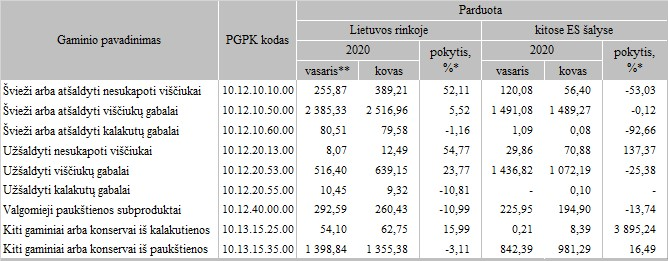 Gaminio pavadinimas PGPK kodas Parduota
Lietuvos rinkoje kitose ES šalyse
2020 pokytis, %* 2020 pokytis, %*
vasaris** kovas vasaris kovas
Švieži arba atšaldyti nesukapoti viščiukai 10.12.10.10.00 255,87 389,21 52,11 120,08 56,40 -53,03
Švieži arba atšaldyti viščiukų gabalai 10.12.10.50.00 2 385,33 2 516,96 5,52 1 491,08 1 489,27 -0,12
Švieži arba atšaldyti kalakutų gabalai 10.12.10.60.00 80,51 79,58 -1,16 1,09 0,08 -92,66
Užšaldyti nesukapoti viščiukai 10.12.20.13.00 8,07 12,49 54,77 29,86 70,88 137,37
Užšaldyti viščiukų gabalai 10.12.20.53.00 516,40 639,15 23,77 1 436,82 1 072,19 -25,38
Užšaldyti kalakutų gabalai 10.12.20.55.00 10,45 9,32 -10,81 - 0,10 -
Valgomieji paukštienos subproduktai 10.12.40.00.00 292,59 260,43 -10,99 225,95 194,90 -13,74
Kiti gaminiai arba konservai iš kalakutienos 10.13.15.25.00 54,10 62,75 15,99 0,21 8,39 3 895,24
Kiti gaminiai arba konservai iš paukštienos 10.13.15.35.00 1 398,84 1 355,38 -3,11 842,39 981,29 16,49